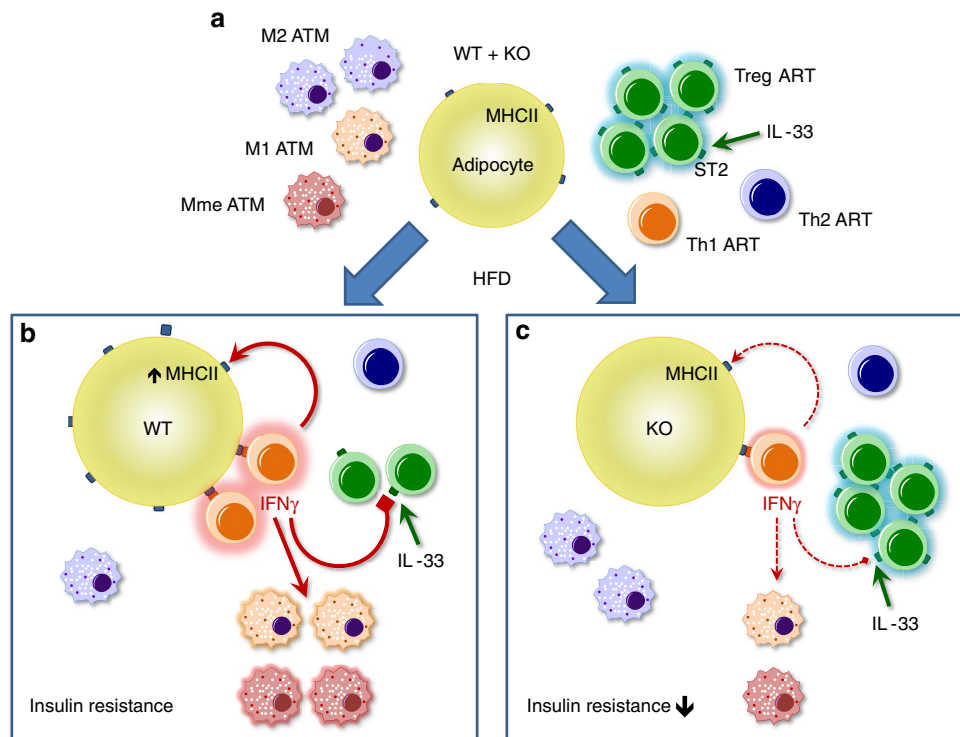 a
M2 ATM
WT + KO
Treg ART
MHCII
IL -33
M1 ATM
Adipocyte
ST2
Mme ATM
Th2 ART
Th1 ART
HFD
b
MHCII
WT
IFNγ
IL -33
Insulin resistance
c
MHCII
KO
IFNγ
IL -33
Insulin resistance